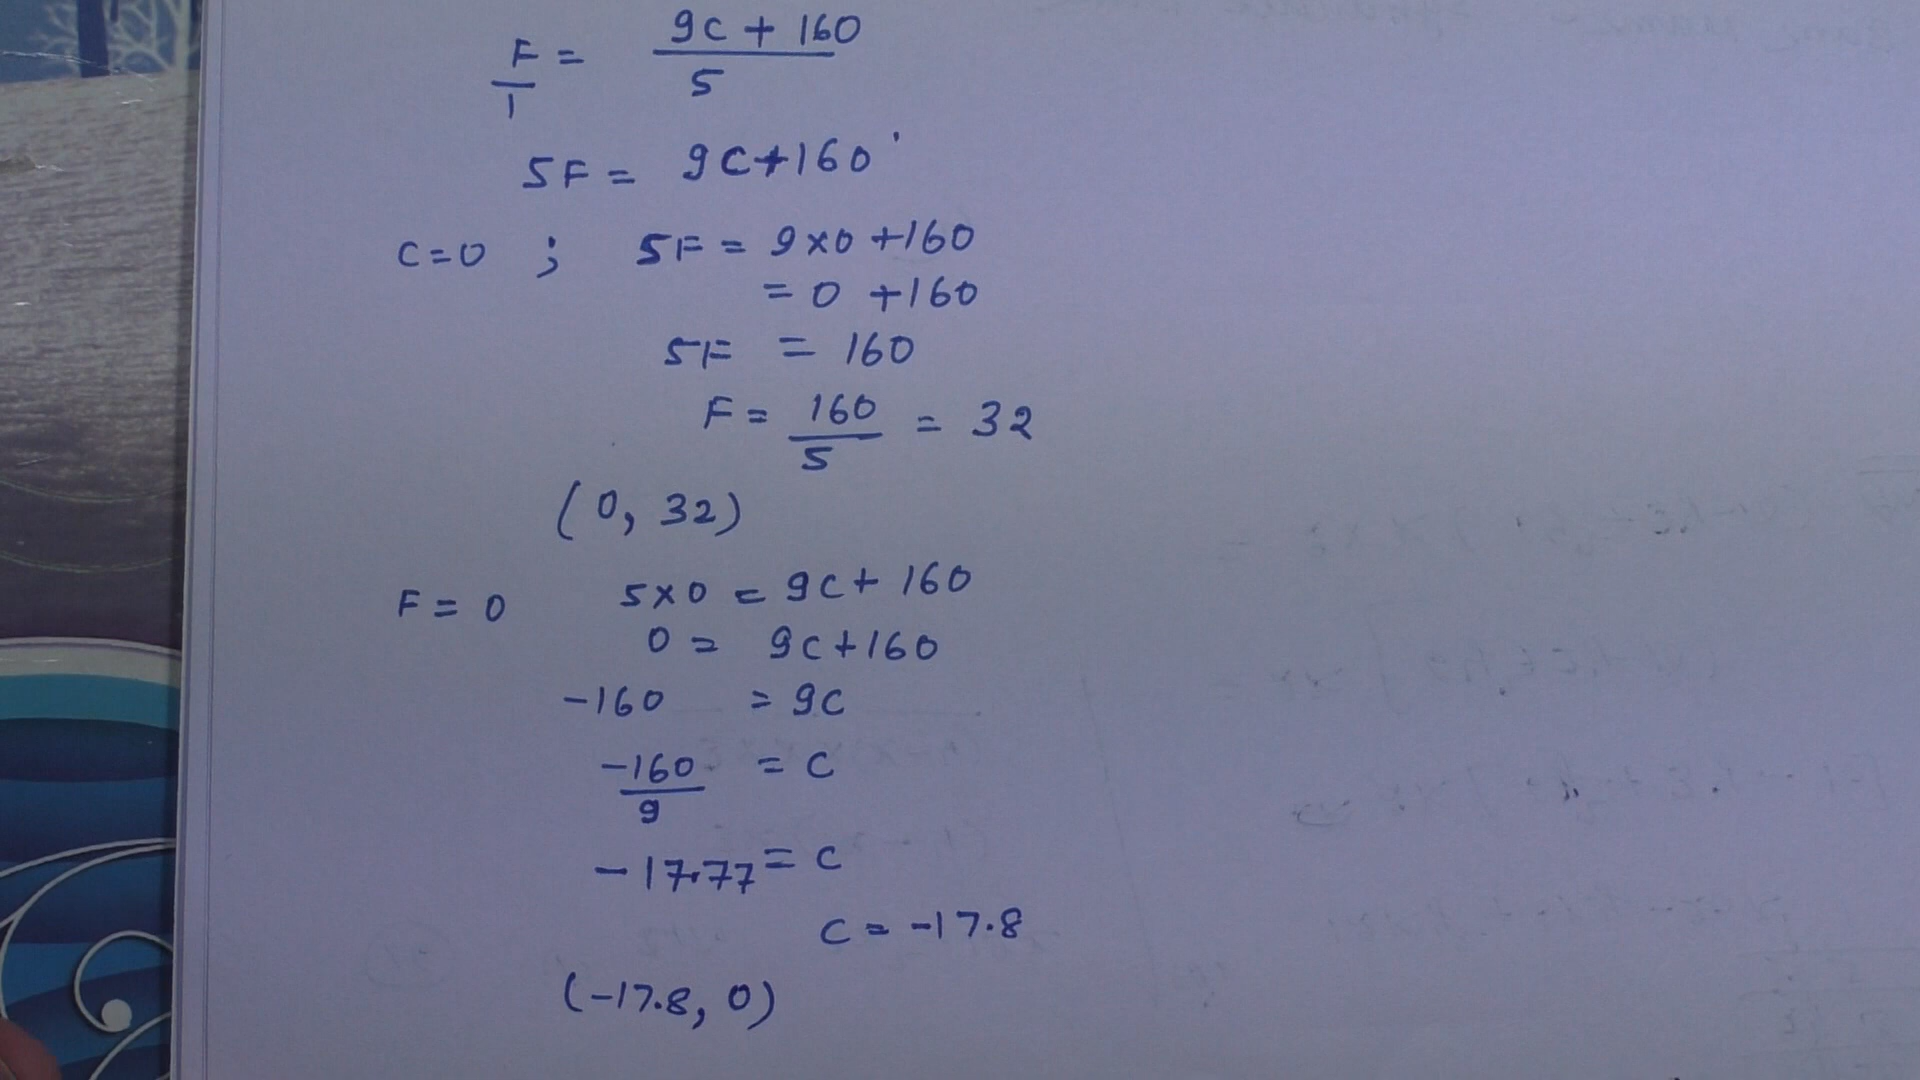 F/1 = (9C + 160)/5
5F = 9C+160
C=0 ; 5F = 9×0+160
= 0 +160
5F = 160
F = 160/5 = 32
(0, 32)
F = 0 5×0 = 9C+ 160
0 = 9C+160
-160 = 9C
-160/9 = C
-17.77 = C
C = -17.8
(-17.8, 0)